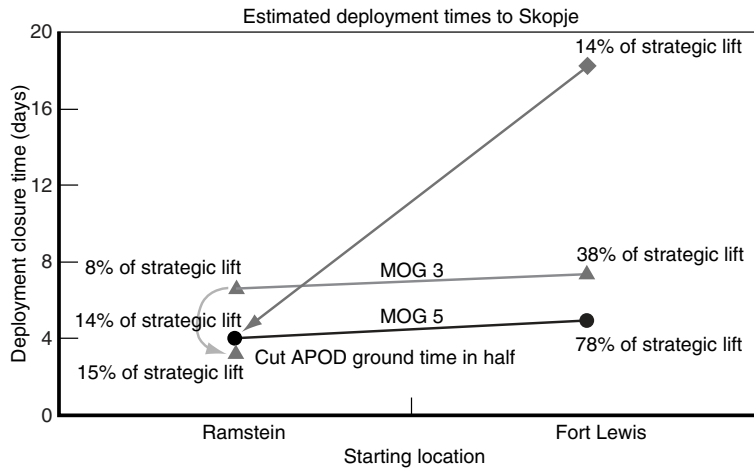 Estimated deployment times to Skopje
20
16
12
8
4
0
Deployment closure time (days)
14% of strategic lift
8% of strategic lift
MOG 3
38% of strategic lift
14% of strategic lift
MOG 5
Cut APOD ground time in half
78% of strategic lift
15% of strategic lift
Ramstein
Fort Lewis
Starting location